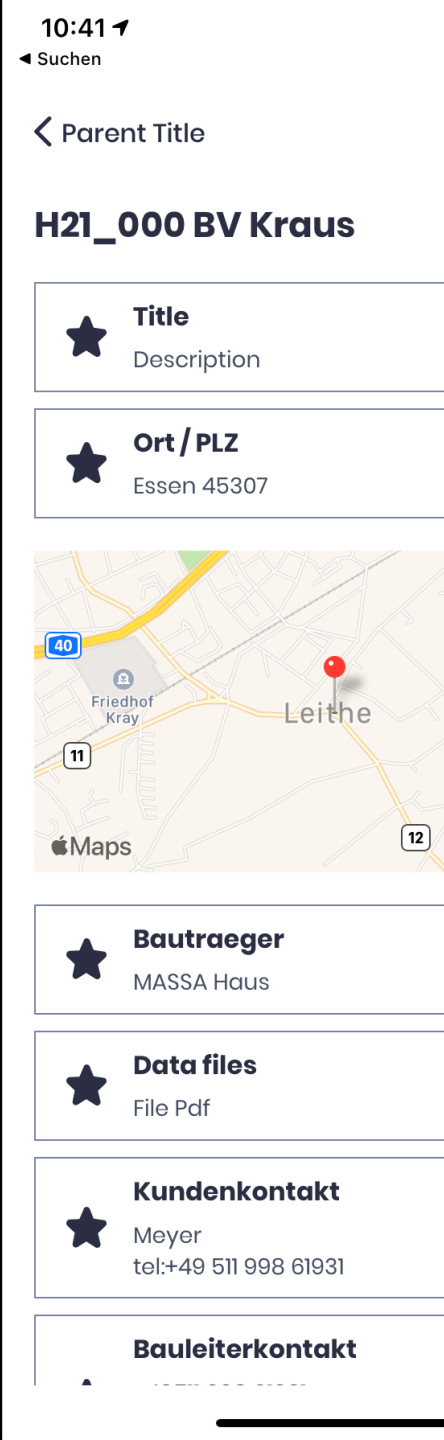 10:41
Suchen
Parent Title
H21_000 BV Kraus
Title
Description
Ort / PLZ
Essen 45307
40
Friedhof
Kray
Leithe
11
12
Maps
Bautraeger
MASSA Haus
Data files
File Pdf
Kundenkontakt
Meyer
tel:+49 511 998 61931
Bauleiterkontakt